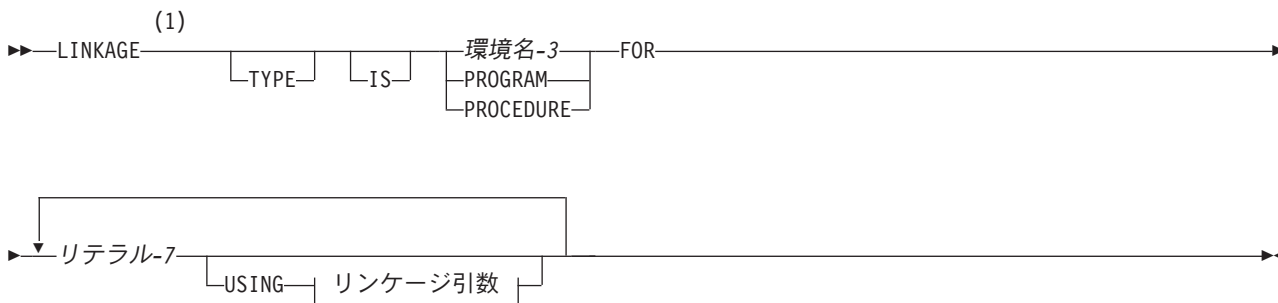 (1)
LINKAGE 環境名-3 FOR
TYPE IS PROGRAM
PROCEDURE
リテラル-7
USING リンケージ引数